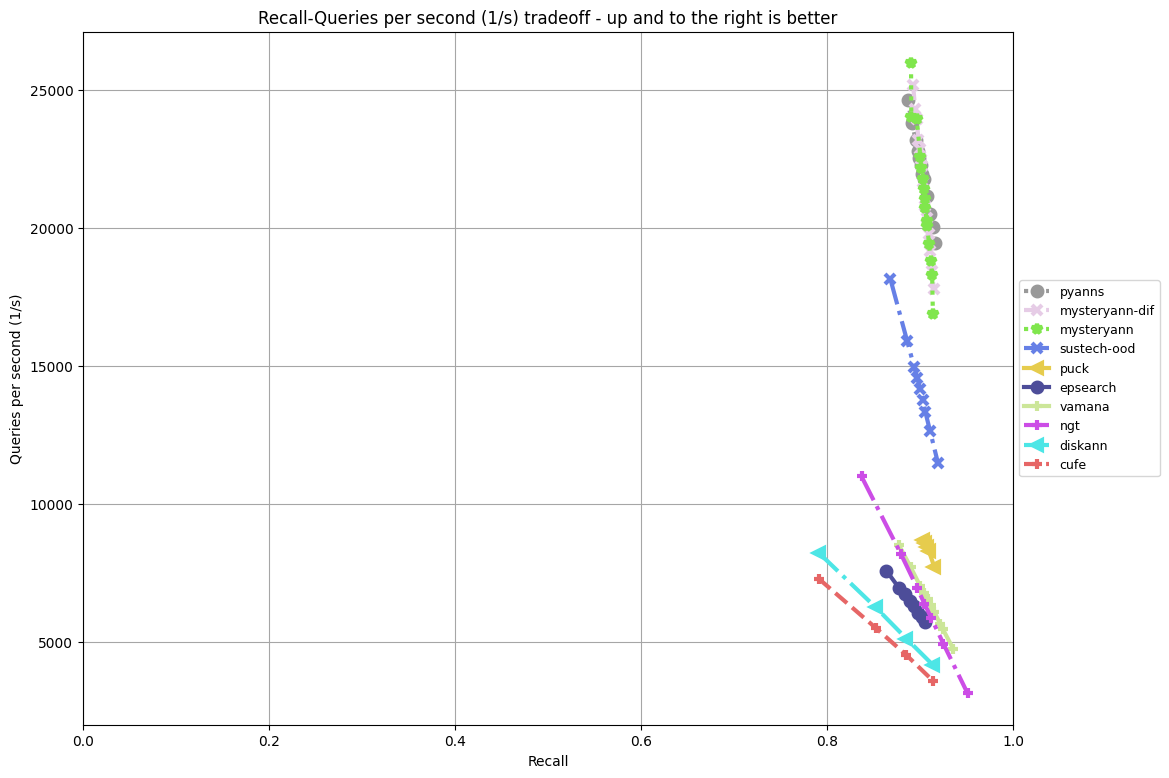 Recall-Queries per second (1/s) tradeoff - up and to the right is better
Queries per second (1/s)
25000
20000
15000
10000
5000
0.0 0.2 0.4 0.6 0.8 1.0
Recall
pyanns
mysteryann-dif
mysteryann
sustech-ood
puck
epsearch
vamana
ngt
diskann
cufe